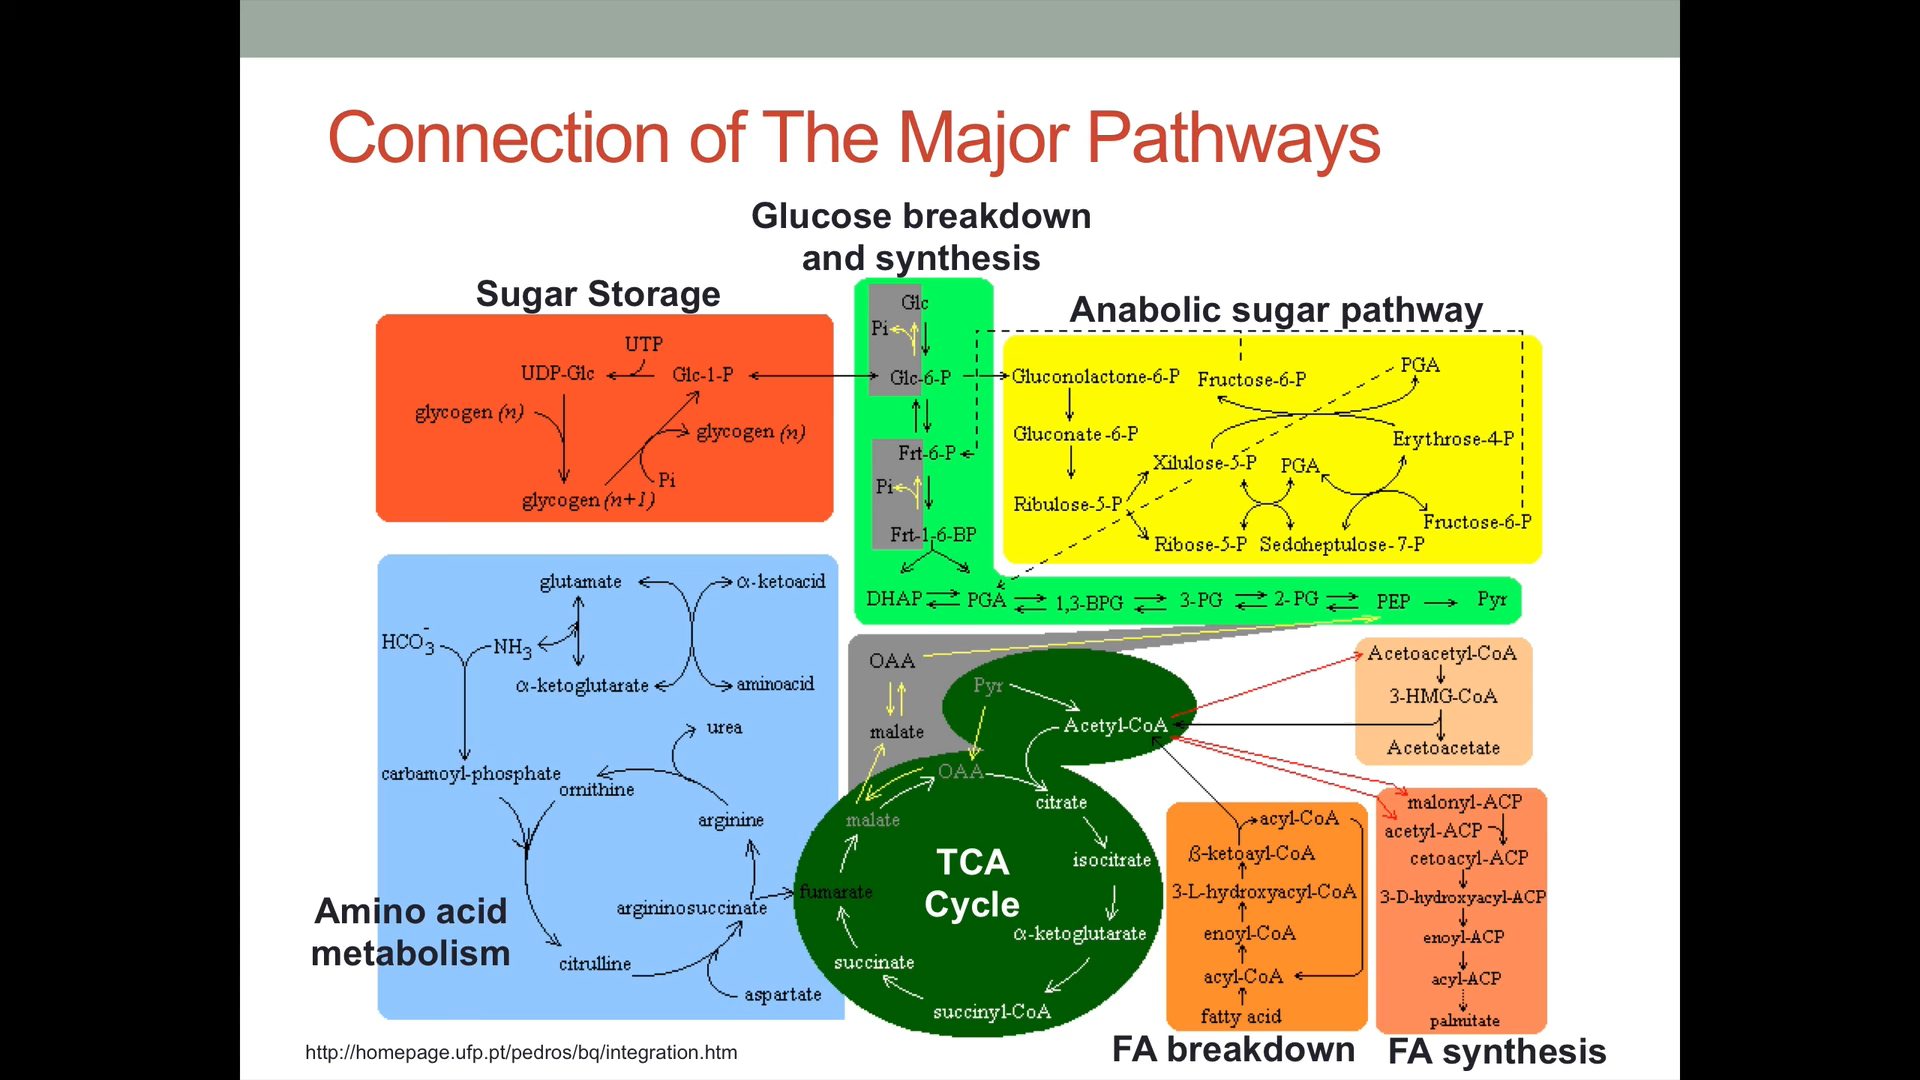 Connection of The Major Pathways
Glucose breakdown
and synthesis
Sugar Storage
UTP
UDP-Glc
Glc-1-P
glycogen (n)
glycogen (n)
Pi
glycogen (n+1)
Glc
Pi
Glc-6-P
Frt-6-P
Pi
Frt-1-6-BP
DHAP
PGA
1,3-BPG
3-PG
2-PG
PEP
Pyr
Anabolic sugar pathway
Gluconolactone-6-P
Fructose-6-P
PGA
Gluconate-6-P
Erythrose-4-P
Xilulose-5-P
PGA
Ribulose-5-P
Fructose-6-P
Ribose-5-P
Sedoheptulose-7-P
glutamate
α-ketoacid
HCO3-
NH3
α-ketoglutarate
aminoacid
urea
carbamoyl-phosphate
ornithine
arginine
argininosuccinate
citrulline
aspartate
Amino acid
metabolism
OAA
Pyr
malate
Acetyl-CoA
OAA
citrate
malate
isocitrate
TCA
Cycle
fumarate
α-ketoglutarate
succinate
succinyl-CoA
Acetoacetyl-CoA
3-HMG-CoA
Acetoacetate
acyl-CoA
ß-ketoayl-CoA
3-L-hydroxyacyl-CoA
enoyl-CoA
acyl-CoA
fatty acid
FA breakdown
malonyl-ACP
acetyl-ACP
cetoacyl-ACP
3-D-hydroxyacyl-ACP
enoyl-ACP
acyl-ACP
palmitate
FA synthesis
http://homepage.ufp.pt/pedros/bq/integration.htm